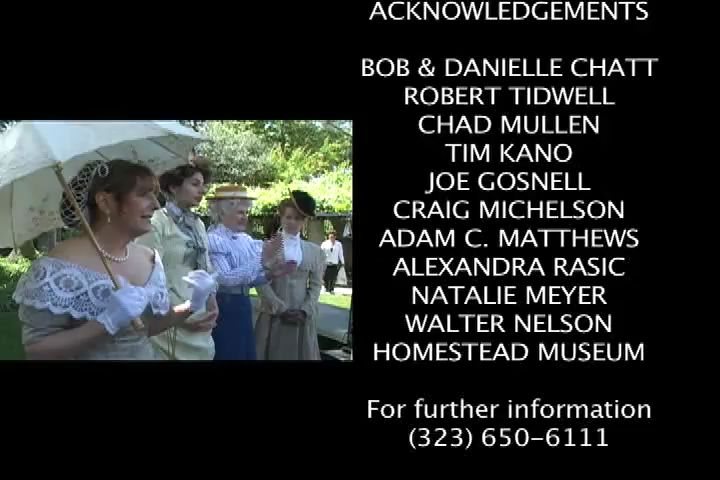 ACKNOWLEDGEMENTS
BOB & DANIELLE CHATT
ROBERT TIDWELL
CHAD MULLEN
TIM KANO
JOE GOSNELL
CRAIG MICHELSON
ADAM C. MATTHEWS
ALEXANDRA RASIC
NATALIE MEYER
WALTER NELSON
HOMESTEAD MUSEUM
For further information
(323) 650-6111